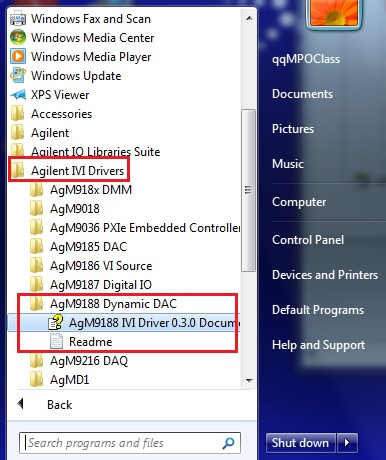 Windows Fax and Scan
Windows Media Center
Windows Media Player
Windows Update
XPS Viewer
Accessories
Agilent
Agilent IO Libraries Suite
Agilent IVI Drivers
AgM918x DMM
AgM9018
AgM9036 PXIe Embedded Controller
AgM9185 DAC
AgM9186 VI Source
AgM9187 Digital IO
AgM9188 Dynamic DAC
AgM9188 IVI Driver 0.3.0 Docume
Readme
AgM9216 DAQ
AgMD1
Back
Search programs and files
qqMPOClass
Documents
Pictures
Music
Computer
Control Panel
Devices and Printers
Default Programs
Help and Support
Shut down